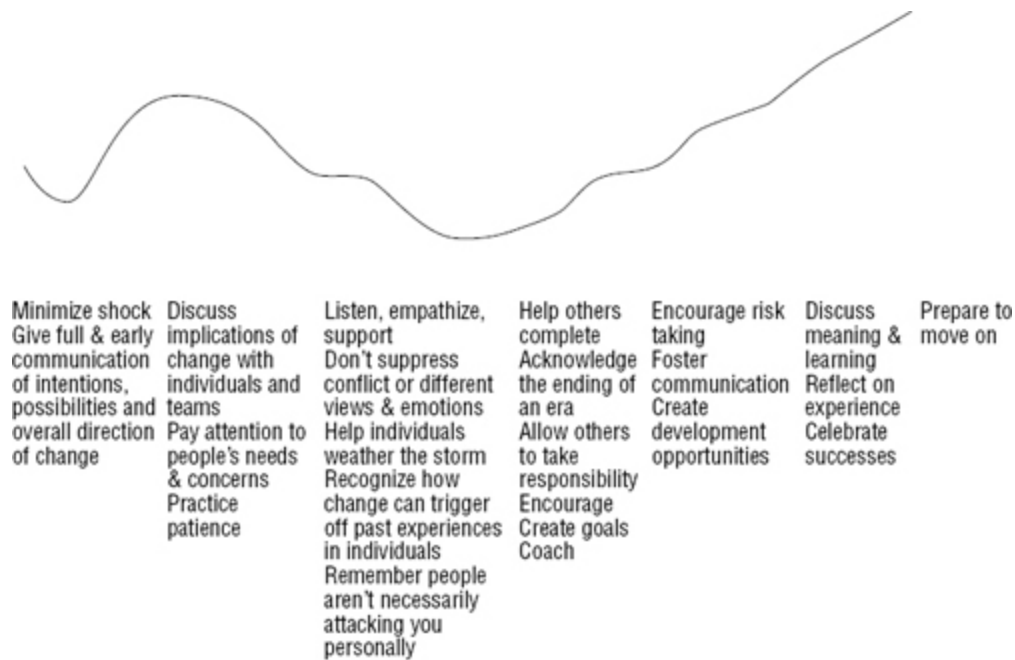 Minimize shock
Give full & early
communication
of intentions,
possibilities and
overall direction
of change
Discuss
implications of
change with
individuals and
teams
Pay attention to
people's needs
& concerns
Practice
patience
Listen, empathize,
support
Don't suppress
conflict or different
views & emotions
Help individuals
weather the storm
Recognize how
change can trigger
off past experiences
in individuals
Remember people
aren't necessarily
attacking you
personally
Help others
complete
Acknowledge
the ending of
an era
Allow others
to take
responsibility
Encourage
Create goals
Coach
Encourage risk
taking
Foster
communication
Create
development
opportunities
Discuss
meaning &
learning
Reflect on
experience
Celebrate
successes
Prepare to
move on